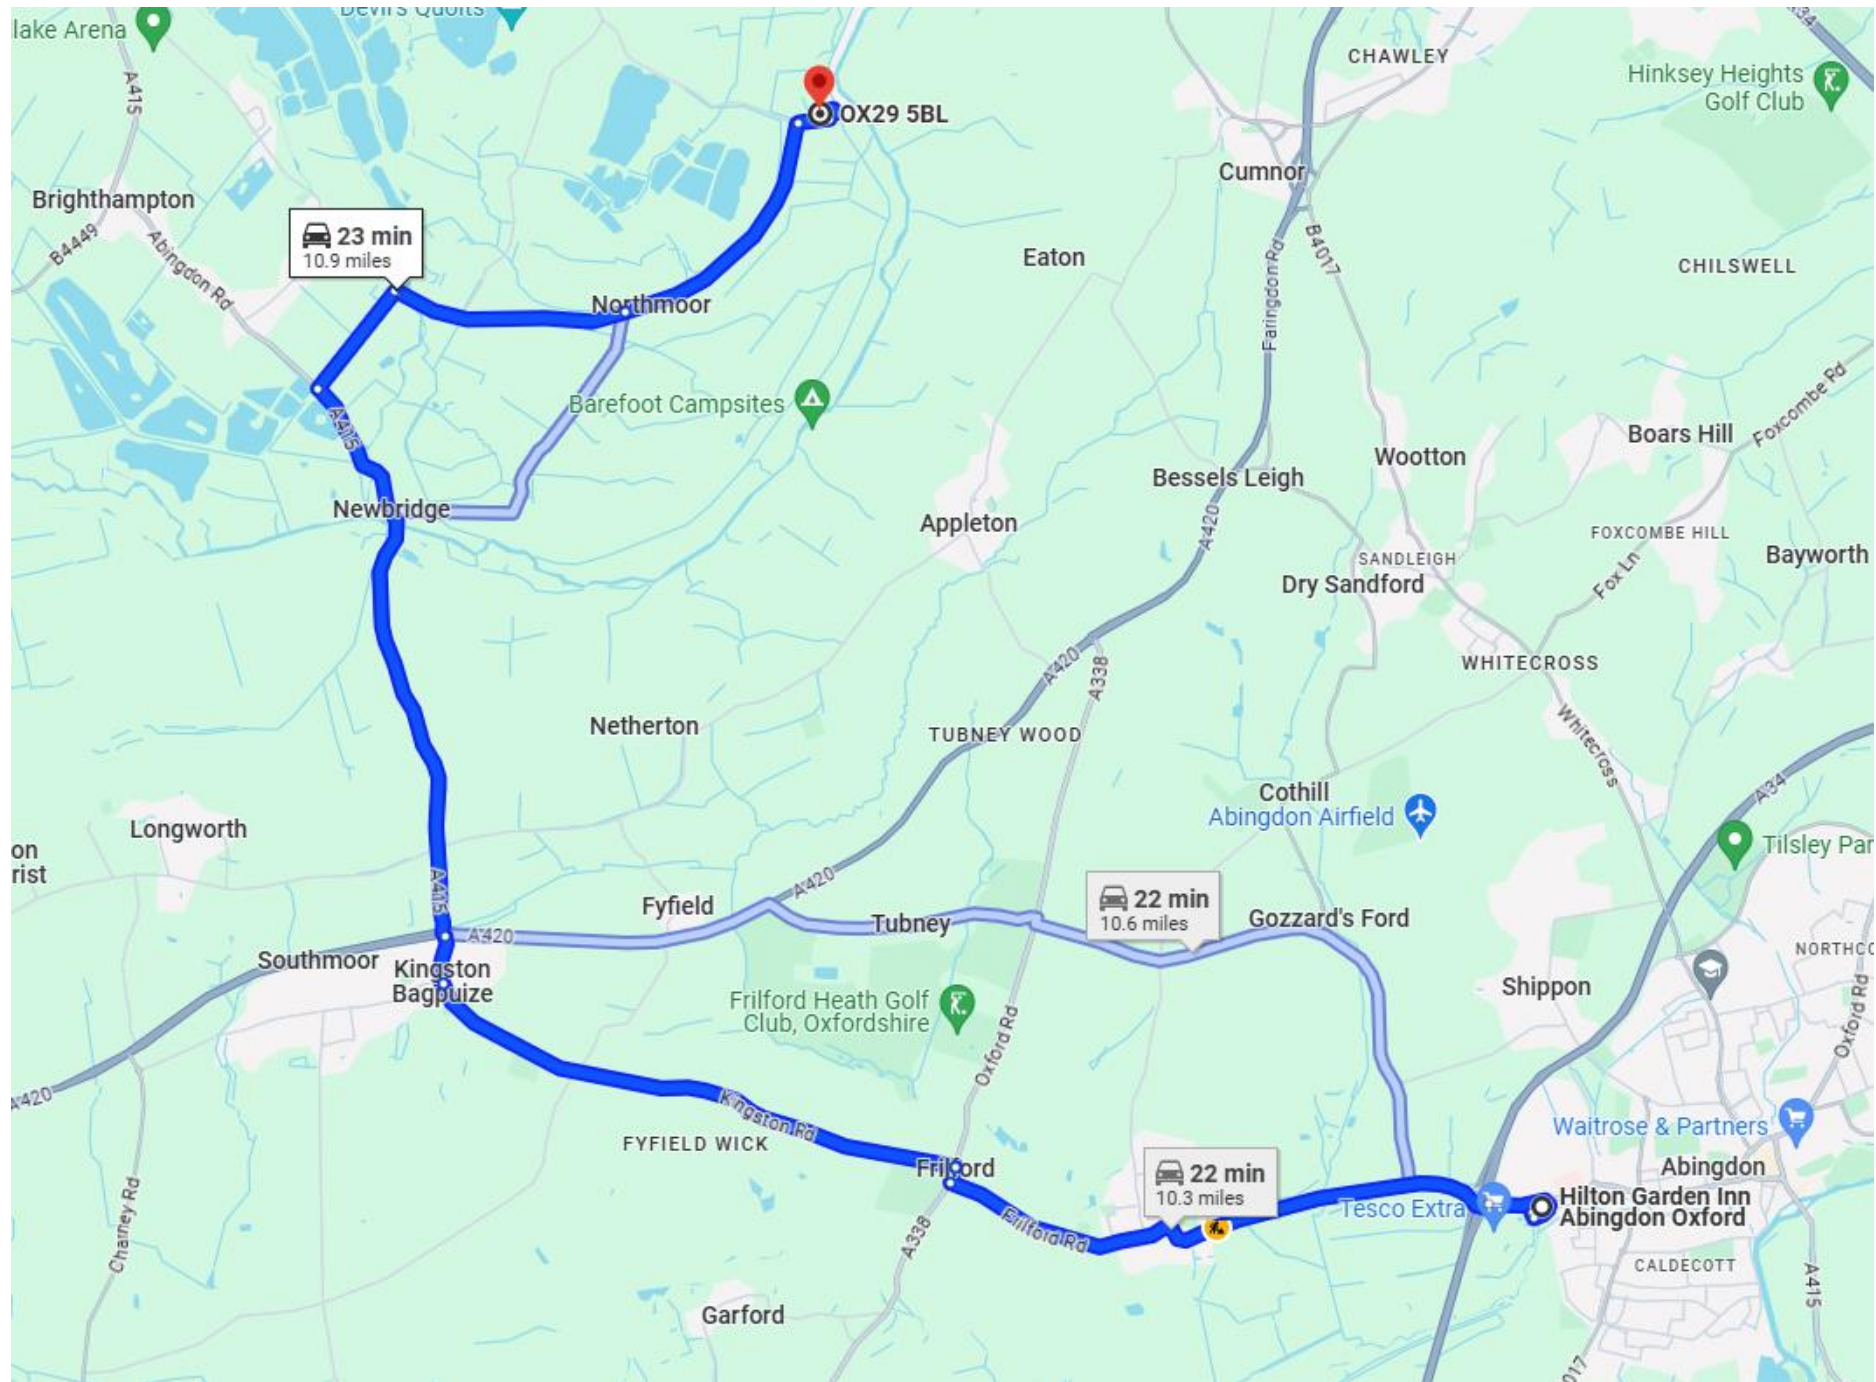 Devil's Quoits
lake Arena
A415
A34
CHAWLEY
Hinksey Heights
Golf Club
OX29 5BL
Cumnor
Brighthampton
B4449
Abingdon Rd
23 min
10.9 miles
Eaton
Faringdon Rd
B4017
CHILSWELL
Northmoor
Barefoot Campsites
A415
Foxcombe Rd
Boars Hill
Wootton
Bessels Leigh
Newbridge
Appleton
A420
FOXCOMBE HILL
SANDLEIGH
Bayworth
Dry Sandford
Fox Ln
A420
A338
WHITECROSS
Netherton
TUBNEY WOOD
Whitecross
A34
Cothill
Abingdon Airfield
Longworth
Tilsley Par
on
rist
A415
A420
Fyfield
22 min
10.6 miles
Tubney
Gozzard's Ford
A420
Southmoor
Kingston
Bagpuize
NORTHCO
Shippon
Oxford Rd
Frilford Heath Golf
Club, Oxfordshire
Oxford Rd
A420
Kingston Rd
FYFIELD WICK
Waitrose & Partners
Frilford
Abingdon
22 min
10.3 miles
Chaney Rd
Frilford Rd
A338
Tesco Extra
Hilton Garden Inn
Abingdon Oxford
CALDECOTT
A415
Garford
017